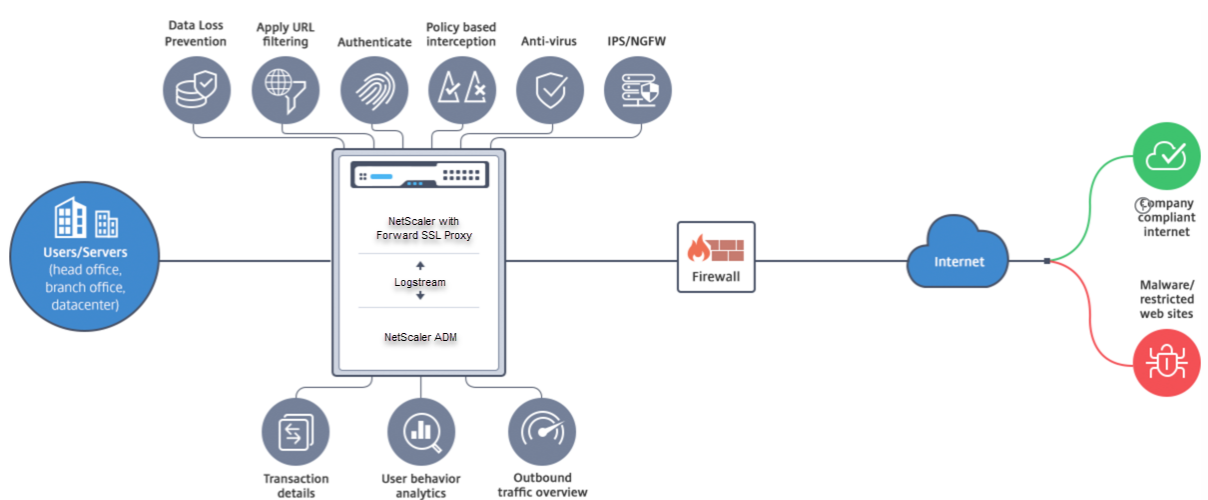 Data Loss
Prevention
Apply URL
filtering
Authenticate
Policy based
interception
Anti-virus
IPS/NGFW
NetScaler with
Forward SSL Proxy
Logstream
NetScaler ADM
Users/Servers
(head office,
branch office,
datacenter)
Firewall
Internet
Company
compliant
internet
Malware/
restricted
web sites
Transaction
details
User behavior
analytics
Outbound
traffic overview